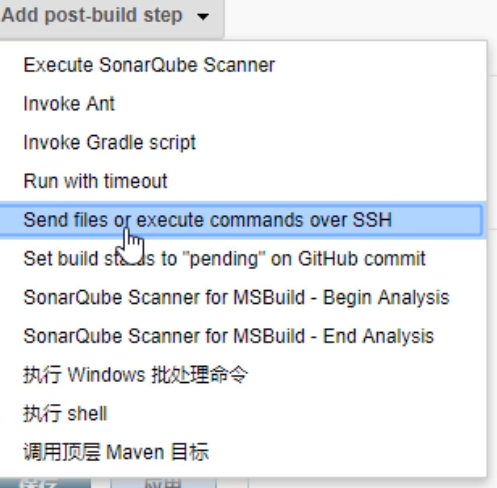 Add post-build step
Execute SonarQube Scanner
Invoke Ant
Invoke Gradle script
Run with timeout
Send files or execute commands over SSH
Set build status to "pending" on GitHub commit
SonarQube Scanner for MSBuild - Begin Analysis
SonarQube Scanner for MSBuild - End Analysis
执行 Windows 批处理命令
执行 shell
调用顶层 Maven 目标
保存 应用